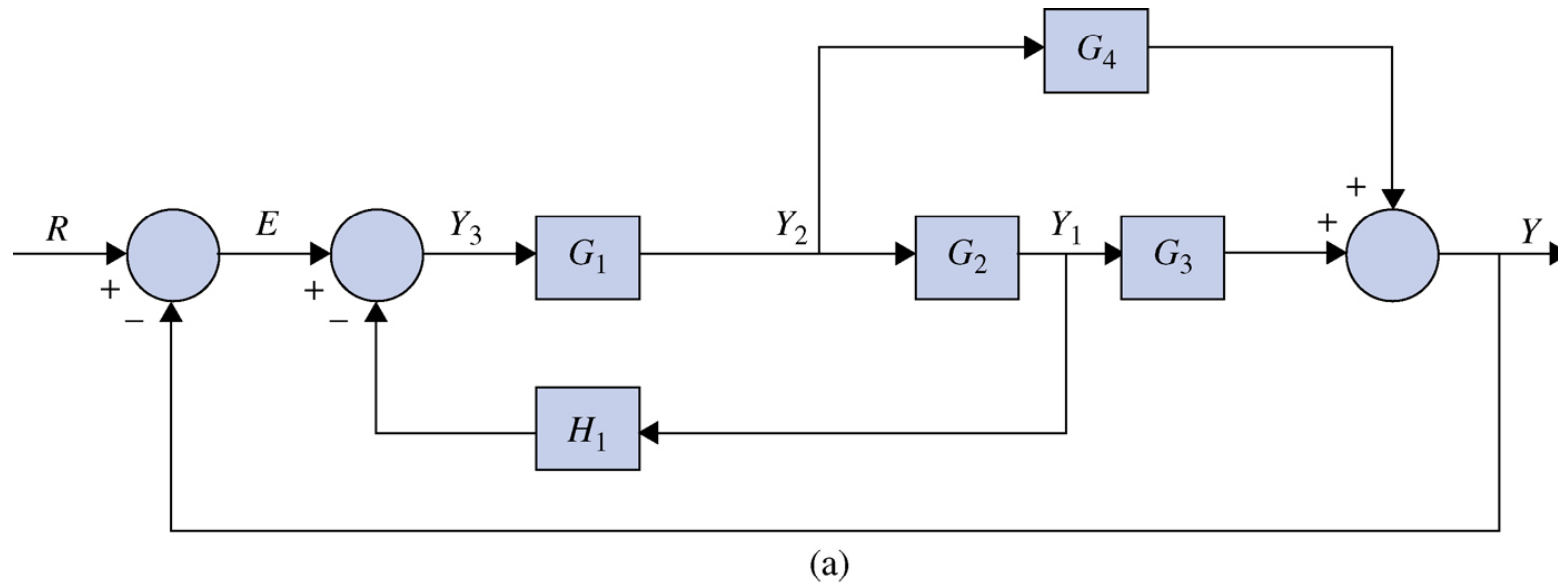 G₄
+
R + − E + − Y₃ G₁ Y₂ G₂ Y₁ G₃ + Y
H₁
(a)